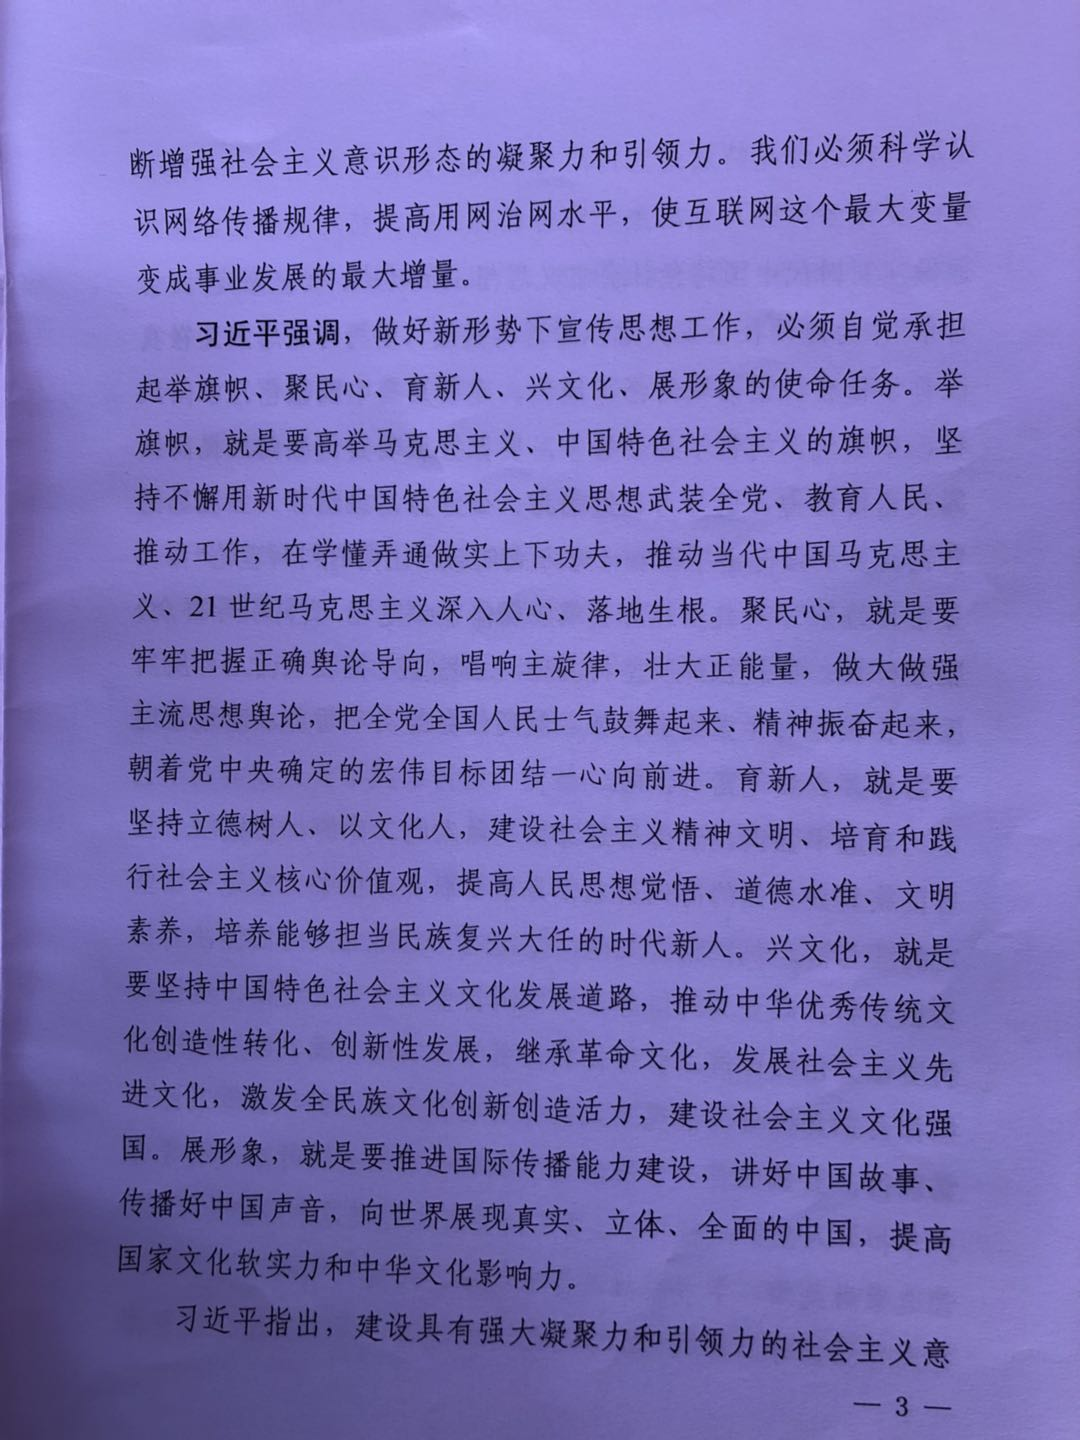 断增强社会主义意识形态的凝聚力和引领力。我们必须科学认
识网络传播规律，提高用网治网水平，使互联网这个最大变量
变成事业发展的最大增量。
习近平强调，做好新形势下宣传思想工作，必须自觉承担
起举旗帜、聚民心、育新人、兴文化、展形象的使命任务。举
旗帜，就是要高举马克思主义、中国特色社会主义的旗帜，坚
持不懈用新时代中国特色社会主义思想武装全党、教育人民、
推动工作，在学懂弄通做实上下功夫，推动当代中国马克思主
义、21 世纪马克思主义深入人心、落地生根。聚民心，就是要
牢牢把握正确舆论导向，唱响主旋律，壮大正能量，做大做强
主流思想舆论，把全党全国人民士气鼓舞起来、精神振奋起来，
朝着党中央确定的宏伟目标团结一心向前进。育新人，就是要
坚持立德树人、以文化人，建设社会主义精神文明、培育和践
行社会主义核心价值观，提高人民思想觉悟、道德水准、文明
素养，培养能够担当民族复兴大任的时代新人。兴文化，就是
要坚持中国特色社会主义文化发展道路，推动中华优秀传统文
化创造性转化、创新性发展，继承革命文化，发展社会主义先
进文化，激发全民族文化创新创造活力，建设社会主义文化强
国。展形象，就是要推进国际传播能力建设，讲好中国故事、
传播好中国声音，向世界展现真实、立体、全面的中国，提高
国家文化软实力和中华文化影响力。
习近平指出，建设具有强大凝聚力和引领力的社会主义意
— 3 —